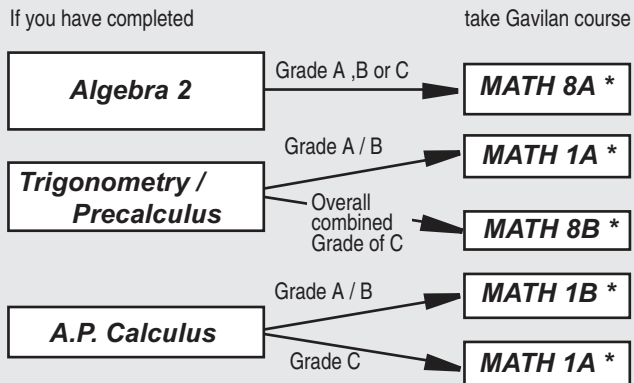 If you have completed
take Gavilan course
Algebra 2
Grade A ,B or C
MATH 8A *
Trigonometry /
Precalculus
Grade A / B
MATH 1A *
Overall
combined
Grade of C
MATH 8B *
A.P. Calculus
Grade A / B
MATH 1B *
Grade C
MATH 1A *